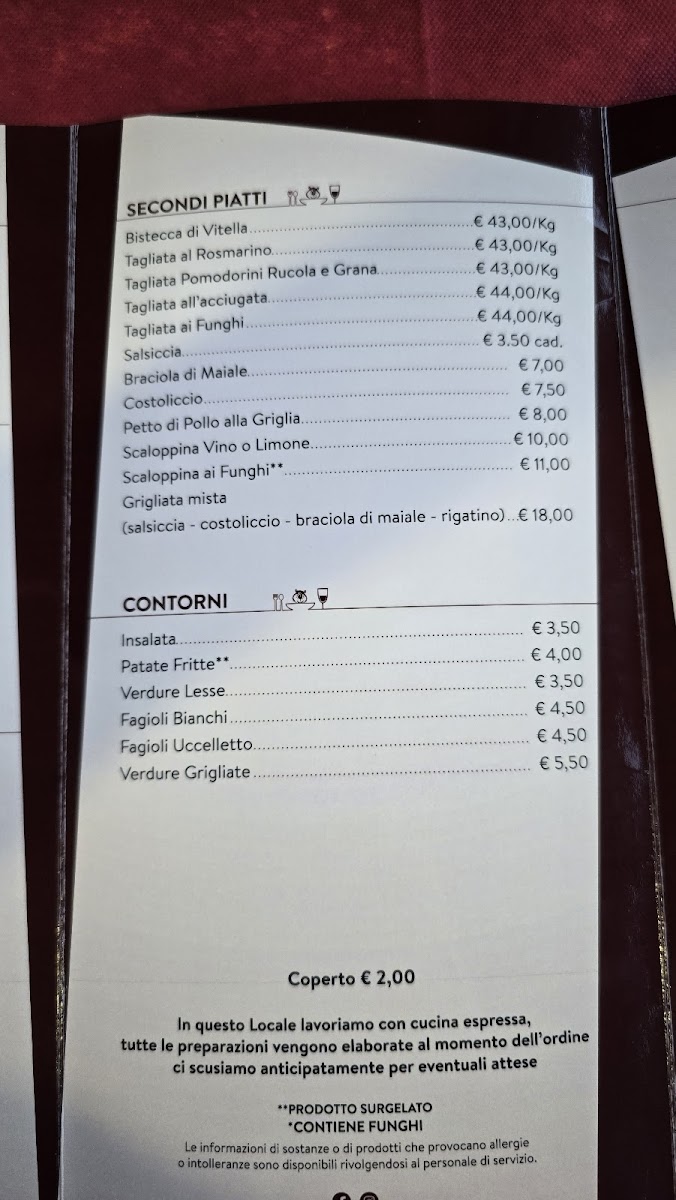 SECONDI PIATTI
Bistecca di Vitella € 43,00/Kg
Tagliata al Rosmarino € 43,00/Kg
Tagliata Pomodorini Rucola e Grana € 43,00/Kg
Tagliata all'acciugata € 44,00/Kg
Tagliata ai Funghi € 44,00/Kg
Salsiccia € 3.50 cad.
Braciola di Maiale € 7,00
Costoliccio € 7,50
Petto di Pollo alla Griglia € 8,00
Scaloppina Vino o Limone € 10,00
Scaloppina ai Funghi** € 11,00
Grigliata mista
(salsiccia - costoliccio - braciola di maiale - rigatino) € 18,00
CONTORNI
Insalata € 3,50
Patate Fritte** € 4,00
Verdure Lesse € 3,50
Fagioli Bianchi € 4,50
Fagioli Uccelletto € 4,50
Verdure Grigliate € 5,50
Coperto € 2,00
In questo Locale lavoriamo con cucina espressa,
tutte le preparazioni vengono elaborate al momento dell'ordine
ci scusiamo anticipatamente per eventuali attese
**PRODOTTO SURGELATO
*CONTIENE FUNGHI
Le informazioni di sostanze o di prodotti che provocano allergie
o intolleranze sono disponibili rivolgendosi al personale di servizio.